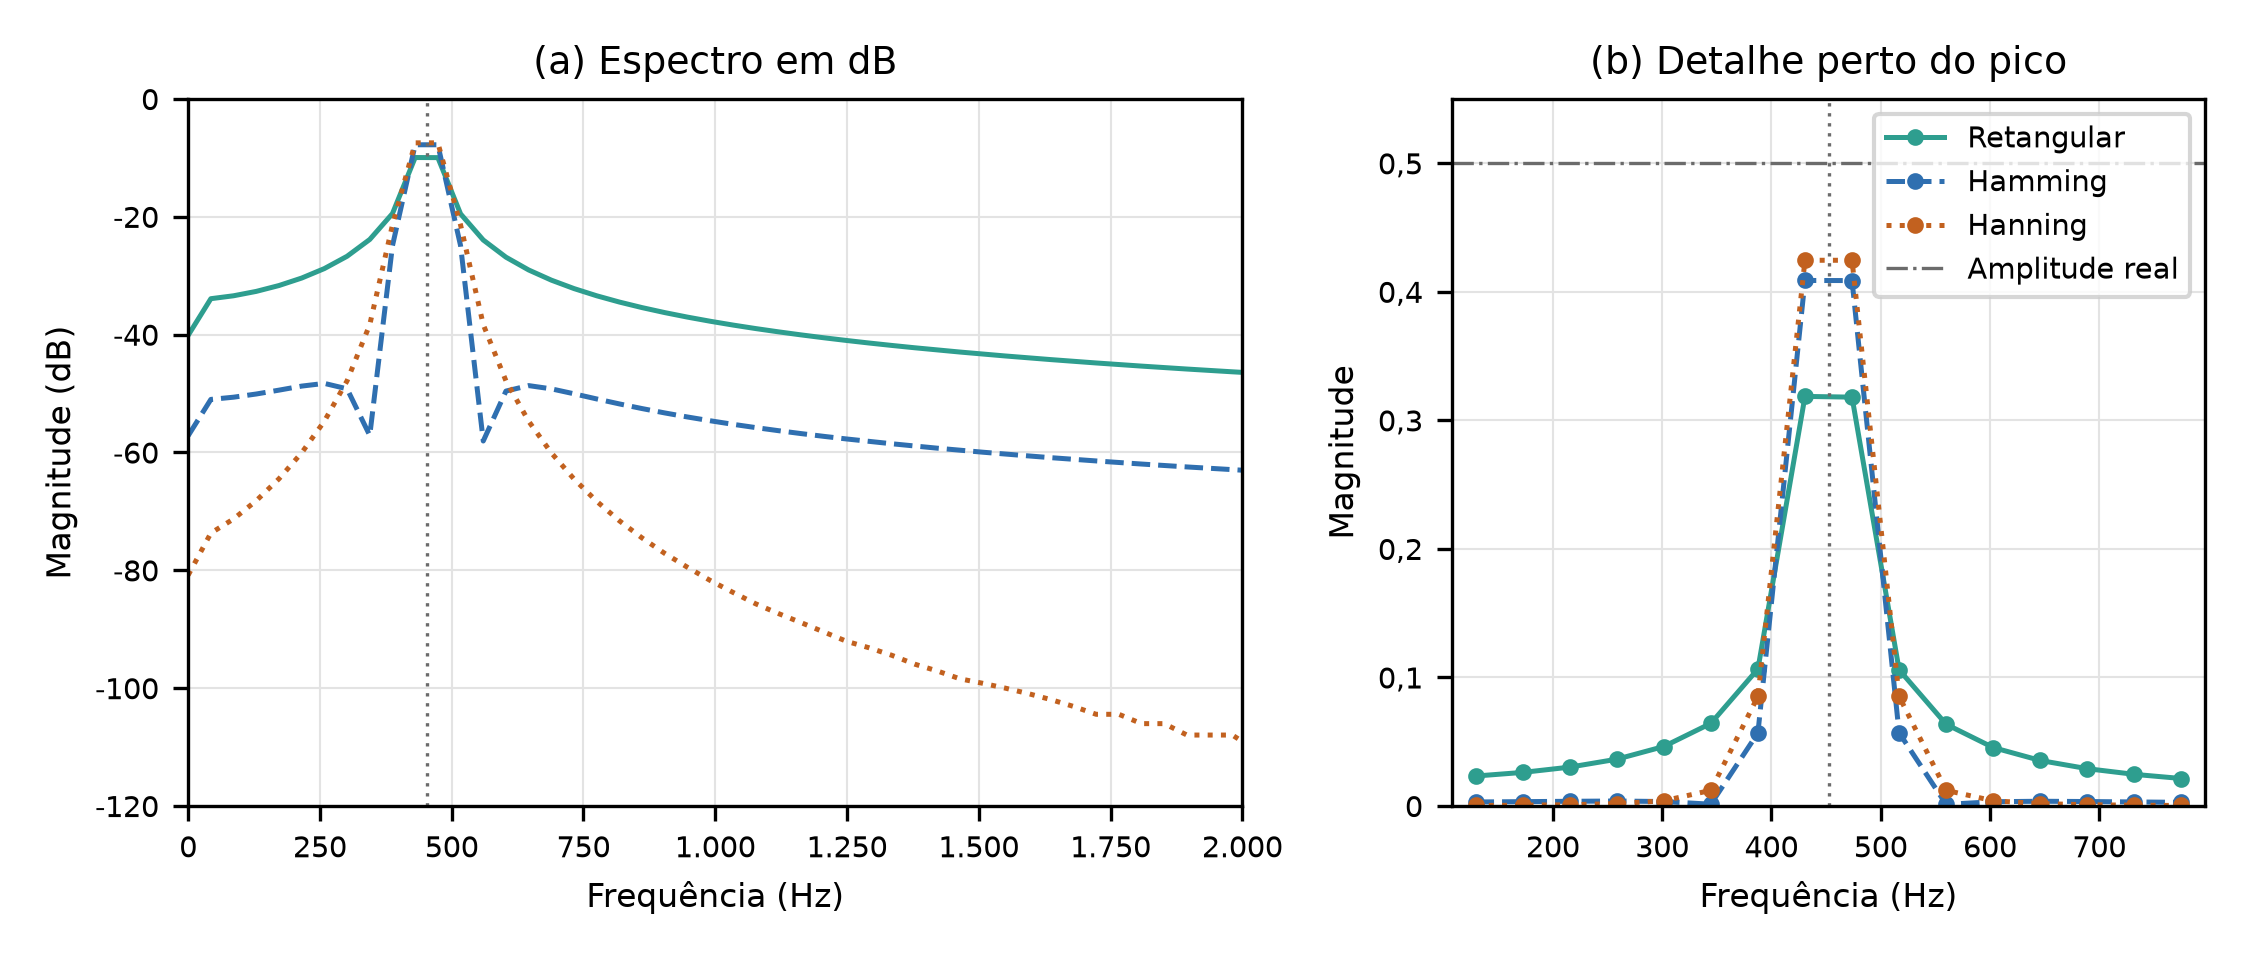 (a) Espectro em dB
0
-20
-40
-60
-80
-100
-120
Magnitude (dB)
0
250
500
750
1.000
1.250
1.500
1.750
2.000
Frequência (Hz)
(b) Detalhe perto do pico
Retangular
Hamming
Hanning
Amplitude real
0,5
0,4
0,3
0,2
0,1
0
Magnitude
200
300
400
500
600
700
Frequência (Hz)